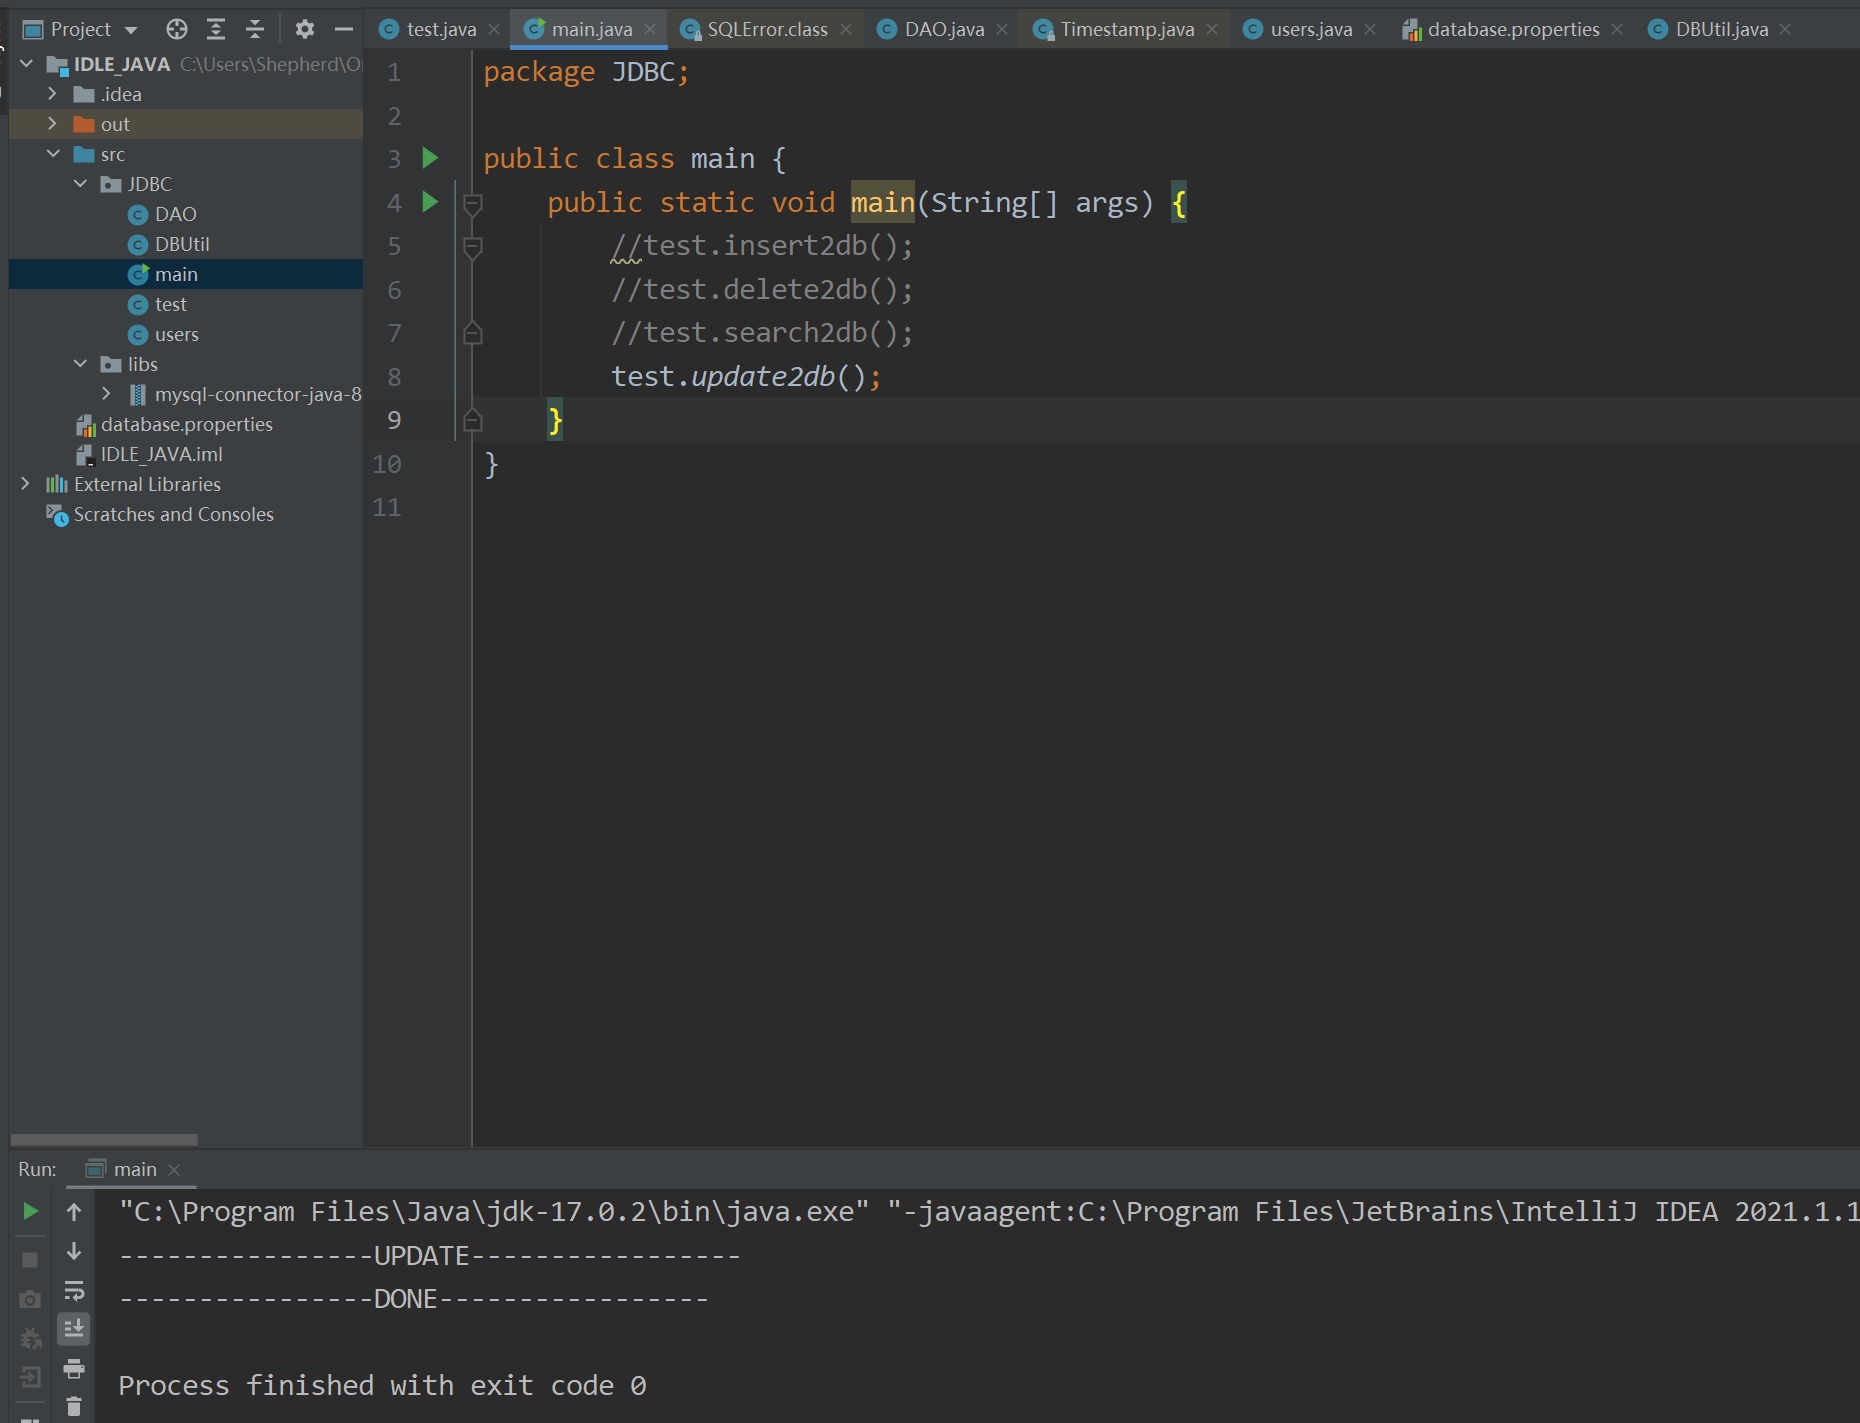 Project
test.java
main.java
SQLError.class
DAO.java
Timestamp.java
users.java
database.properties
DBUtil.java
IDLE_JAVA C:\Users\Shepherd\O
.idea
out
src
JDBC
DAO
DBUtil
main
test
users
libs
mysql-connector-java-8
database.properties
IDLE_JAVA.iml
External Libraries
Scratches and Consoles
1 package JDBC;
2
3 public class main {
4 public static void main(String[] args) {
5 //test.insert2db();
6 //test.delete2db();
7 //test.search2db();
8 test.update2db();
9 }
10 }
11
Run: main
"C:\Program Files\Java\jdk-17.0.2\bin\java.exe" "-javaagent:C:\Program Files\JetBrains\IntelliJ IDEA 2021.1.1
----------------UPDATE-----------------
----------------DONE-----------------
Process finished with exit code 0